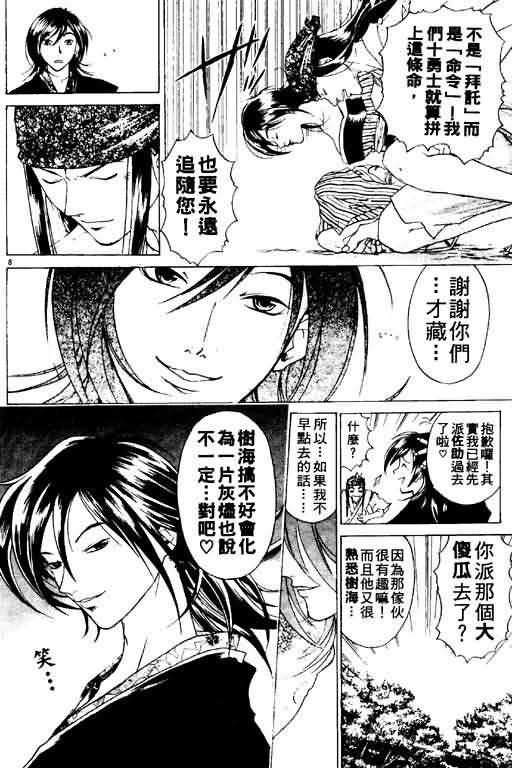 不是「拜託」而
是「命令」！我
們十勇士就算拼
上這條命，
也要永遠
追隨您！
8
謝謝你們
…才藏…
抱歉囉！其
實我已經先
派佐助過去
了啦♡
什麼？
你派那個大
傻瓜去了？
因為那傢伙
很有趣嘛！
而且他又很
熟悉樹海…
所以…如果我不
早點去的話……
樹海搞不好會化
為一片灰燼也說
不一定…對吧♡
笑…